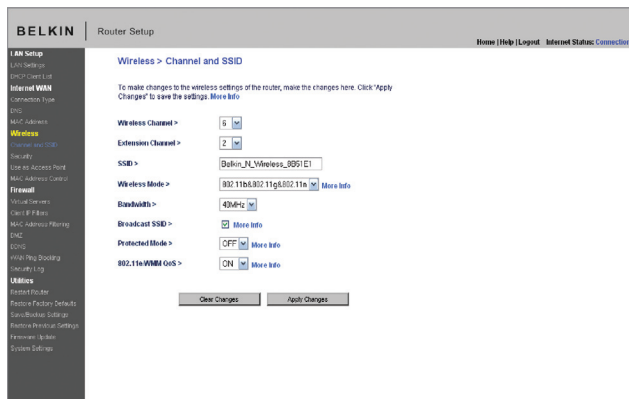 BELKIN
Router Setup
Home |Help |Logout Internet Status: Connection
LAN Setup
LAN Settings
DHCP Client List
Internet WAN
Connection Type
DNS
MAC Address
Wireless
Channel and SSID
Security
Use as Access Point
MAC Address Control
Firewall
Virtual Servers
Client IP Filters
MAC Address Filtering
DMZ
DDNS
WAN Ping Blocking
Security Log
Utilities
Restart Router
Restore Factory Defaults
Save/Backup Settings
Restore Previous Settings
Firmware Update
System Settings
Wireless > Channel and SSID
To make changes to the wireless settings of the router, make the changes here. Click "Apply
Changes" to save the settings. More Info
Wireless Channel > 6
Extension Channel > 2
SSID > Belkin_N_Wireless_8B51E1
Wireless Mode > 802.11b&802.11g&802.11n More Info
Bandwidth > 40MHz
Broadcast SSID > More Info
Protected Mode > OFF More Info
802.11e/WMM QoS > ON More Info
Clear Changes Apply Changes